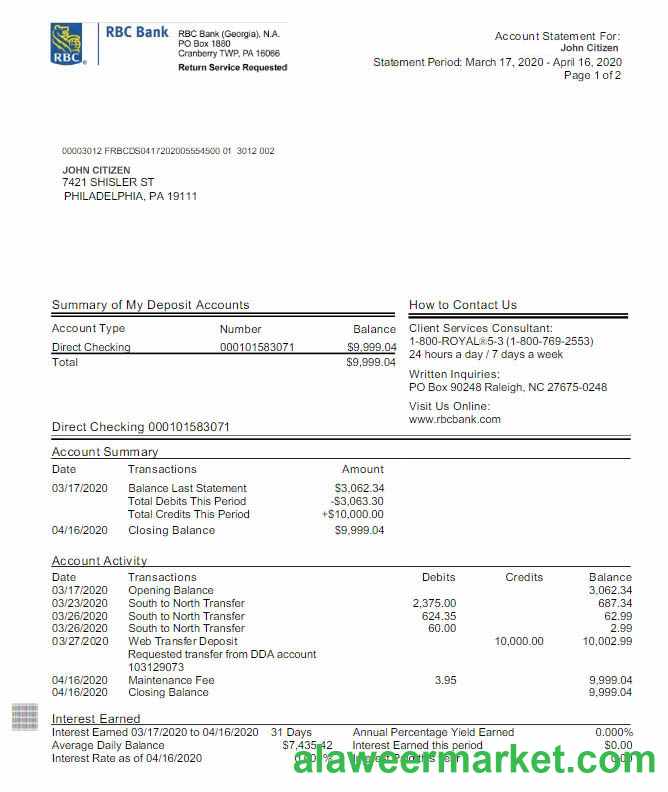 RBC
®
RBC Bank
RBC Bank (Georgia), N.A.
PO Box 1880
Cranberry TWP, PA 16066
Return Service Requested
Account Statement For:
John Citizen
Statement Period: March 17, 2020 - April 16, 2020
Page 1 of 2
00003012 FRBCDS0417202005554500 01 3012 002
JOHN CITIZEN
7421 SHISLER ST
PHILADELPHIA, PA 19111
Summary of My Deposit Accounts
Account Type Number Balance
Direct Checking 000101583071 $9,999.04
Total $9,999.04
How to Contact Us
Client Services Consultant:
1-800-ROYAL®5-3 (1-800-769-2553)
24 hours a day / 7 days a week
Written Inquiries:
PO Box 90248 Raleigh, NC 27675-0248
Visit Us Online:
www.rbcbank.com
Direct Checking 000101583071
Account Summary
Date Transactions Amount
03/17/2020 Balance Last Statement $3,062.34
Total Debits This Period -$3,063.30
Total Credits This Period +$10,000.00
04/16/2020 Closing Balance $9,999.04
Account Activity
Date Transactions Debits Credits Balance
03/17/2020 Opening Balance 3,062.34
03/23/2020 South to North Transfer 2,375.00 687.34
03/26/2020 South to North Transfer 624.35 62.99
03/26/2020 South to North Transfer 60.00 2.99
03/27/2020 Web Transfer Deposit 10,000.00 10,002.99
Requested transfer from DDA account
103129073
04/16/2020 Maintenance Fee 3.95 9,999.04
04/16/2020 Closing Balance 9,999.04
Interest Earned
Interest Earned 03/17/2020 to 04/16/2020 31 Days Annual Percentage Yield Earned 0.000%
Average Daily Balance $7,435.42 Interest Earned this period $0.00
Interest Rate as of 04/16/2020 0.000% Interest Paid this Year 0.00
alaweermarket.com